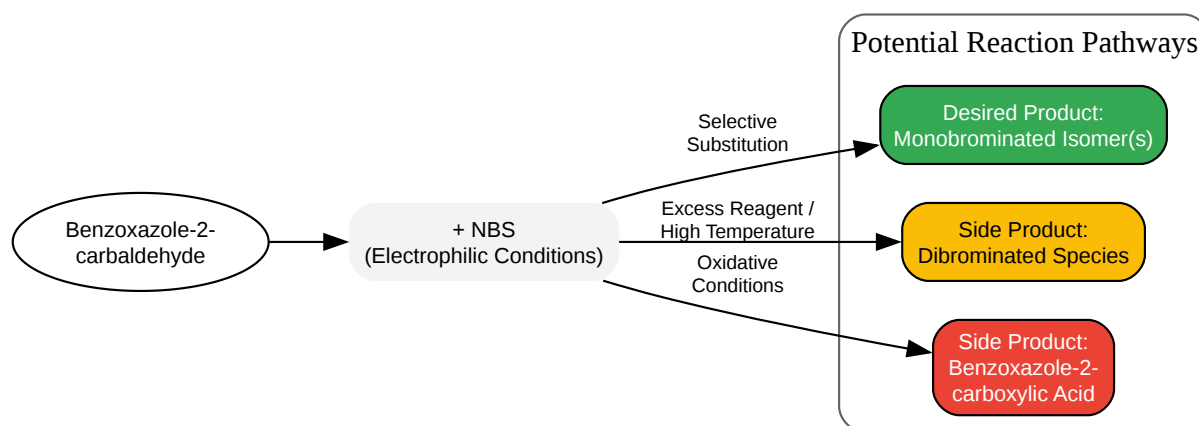 Potential Reaction Pathways
Benzoxazole-2-
carbaldehyde
+ NBS
(Electrophilic Conditions)
Selective
Substitution
Excess Reagent /
High Temperature
Oxidative
Conditions
Desired Product:
Monobrominated Isomer(s)
Side Product:
Dibrominated Species
Side Product:
Benzoxazole-2-
carboxylic Acid